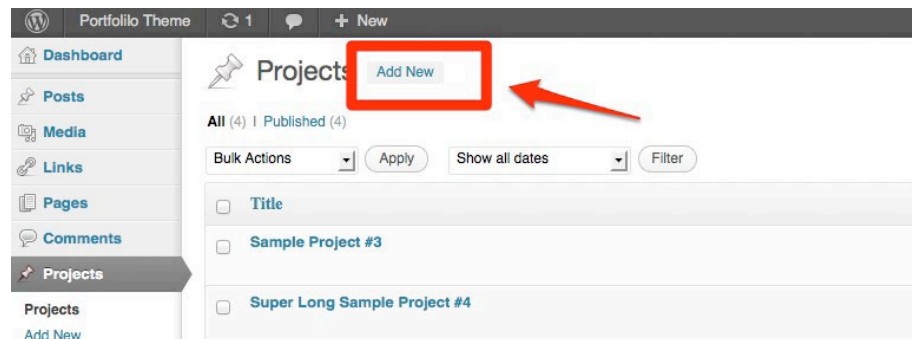 Portfolilo Theme 1 + New
Dashboard
Posts
Media
Links
Pages
Comments
Projects
Projects
Add New
Projects Add New
All (4) | Published (4)
Bulk Actions Apply Show all dates Filter
Title
Sample Project #3
Super Long Sample Project #4